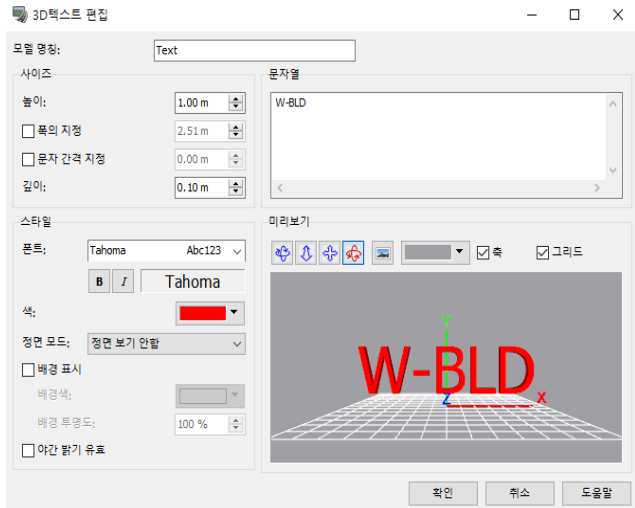 3D텍스트 편집
모델 명칭:
Text
사이즈
높이:
1.00 m
폭의 지정
2.51 m
문자 간격 지정
0.00 m
깊이:
0.10 m
문자열
W-BLD
스타일
폰트:
Tahoma Abc123
B I Tahoma
색:
정면 모드:
정면 보기 안함
배경 표시
배경색:
배경 투명도:
100 %
야간 밝기 유효
미리보기
축
그리드
Y
W-BLD
Z
X
확인
취소
도움말